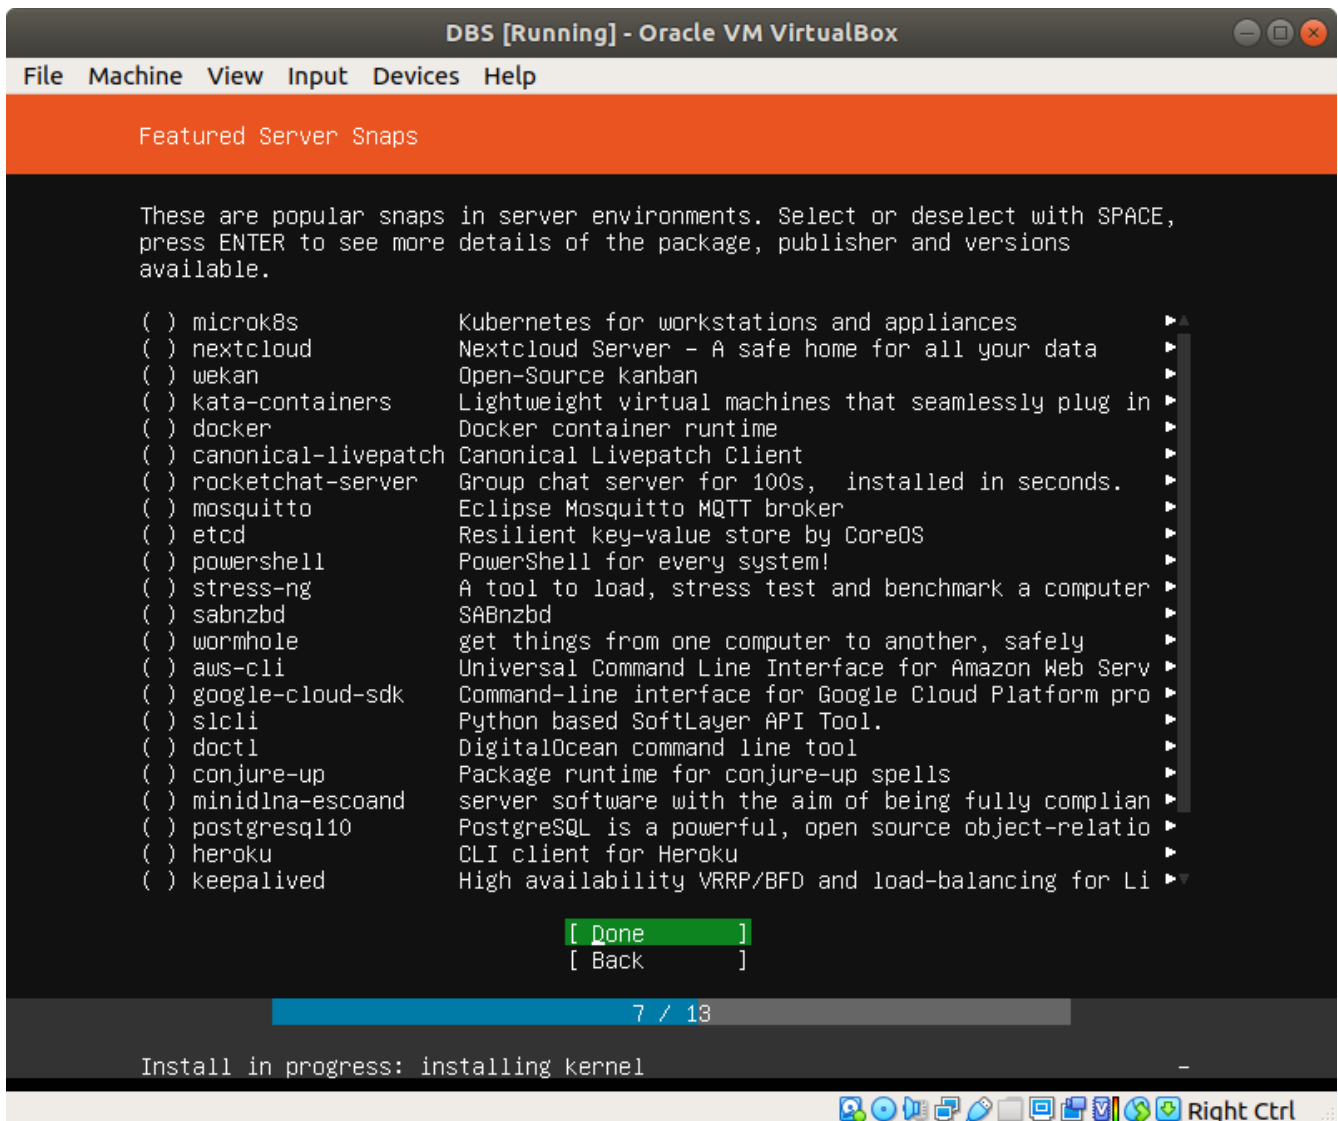 DBS [Running] - Oracle VM VirtualBox
File Machine View Input Devices Help
Featured Server Snaps
These are popular snaps in server environments. Select or deselect with SPACE,
press ENTER to see more details of the package, publisher and versions
available.
( ) microk8s Kubernetes for workstations and appliances
( ) nextcloud Nextcloud Server - A safe home for all your data
( ) wekan Open-Source kanban
( ) kata-containers Lightweight virtual machines that seamlessly plug in
( ) docker Docker container runtime
( ) canonical-livepatch Canonical Livepatch Client
( ) rocketchat-server Group chat server for 100s,  installed in seconds.
( ) mosquitto Eclipse Mosquitto MQTT broker
( ) etcd Resilient key-value store by CoreOS
( ) powershell PowerShell for every system!
( ) stress-ng A tool to load, stress test and benchmark a computer
( ) sabnzbd SABnzbd
( ) wormhole get things from one computer to another, safely
( ) aws-cli Universal Command Line Interface for Amazon Web Serv
( ) google-cloud-sdk Command-line interface for Google Cloud Platform pro
( ) slcli Python based SoftLayer API Tool.
( ) doctl DigitalOcean command line tool
( ) conjure-up Package runtime for conjure-up spells
( ) minidlna-escoand server software with the aim of being fully complian
( ) postgresql10 PostgreSQL is a powerful, open source object-relatio
( ) heroku CLI client for Heroku
( ) keepalived High availability VRRP/BFD and load-balancing for Li
[ Done ]
[ Back ]
7 / 13
Install in progress: installing kernel -
Right Ctrl